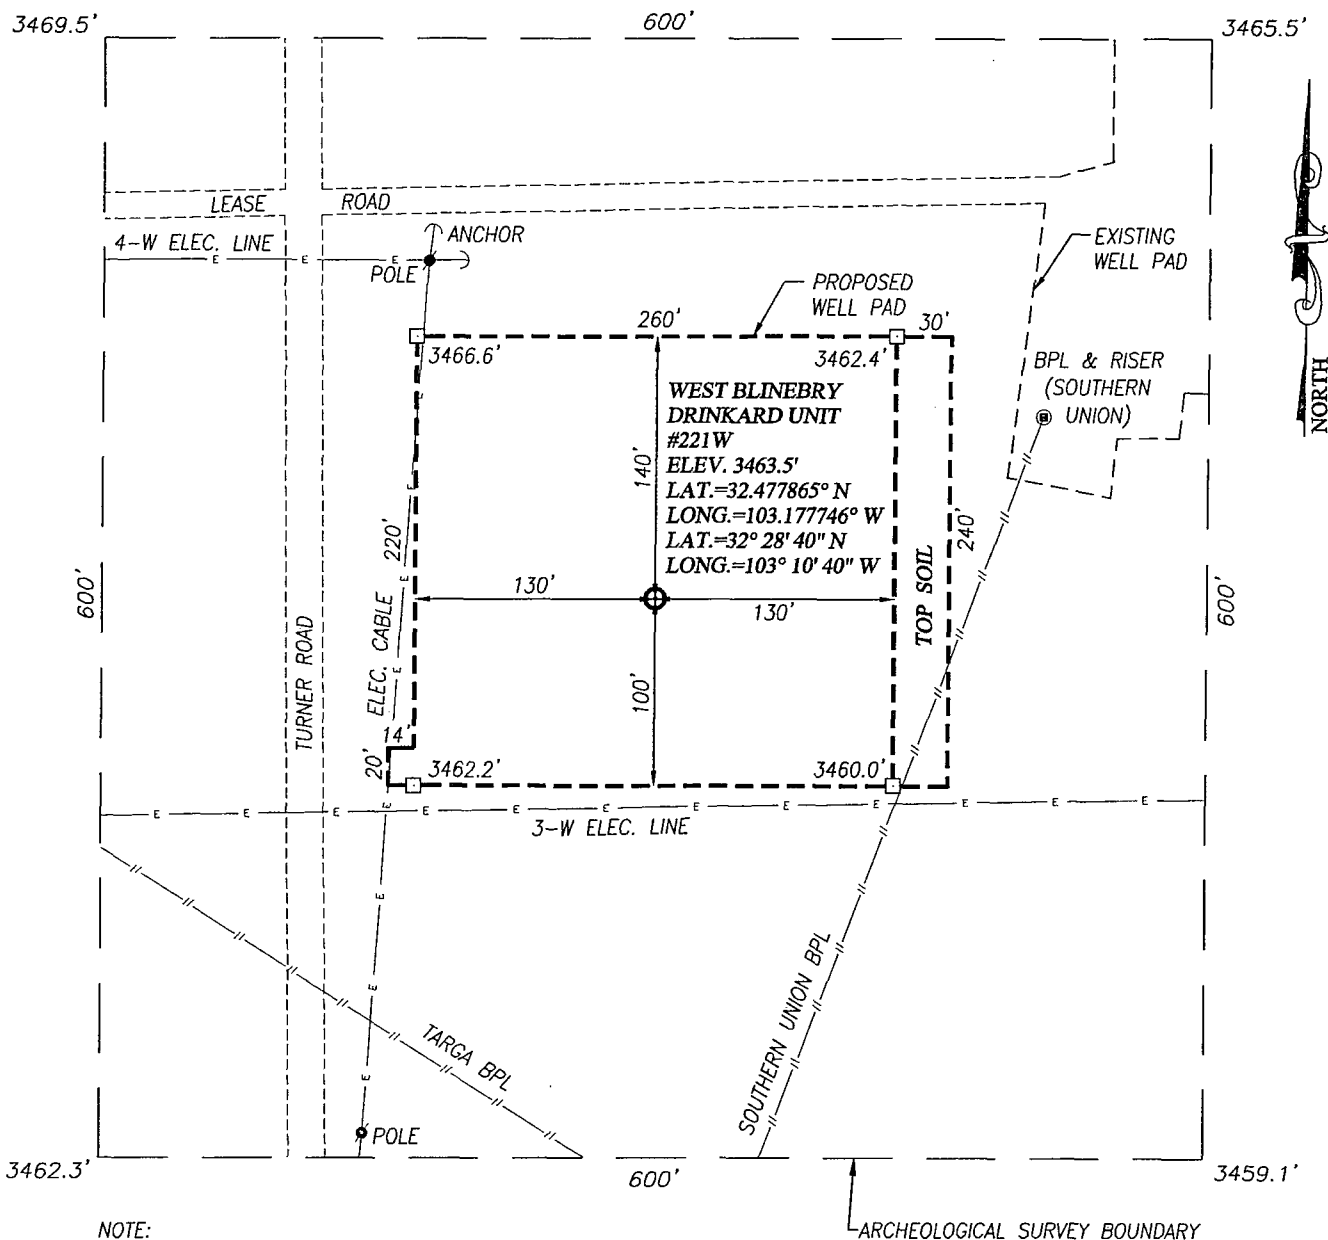 3469.5'
600'
3465.5'
LEASE ROAD
4-W ELEC. LINE
E E E
ANCHOR
POLE
EXISTING
WELL PAD
PROPOSED
WELL PAD
260'
30'
3466.6'
3462.4'
BPL & RISER
(SOUTHERN
UNION)
NORTH
WEST BLINEBRY
DRINKARD UNIT
#221W
ELEV. 3463.5'
LAT.=32.477865° N
LONG.=103.177746° W
LAT.=32° 28' 40" N
LONG.=103° 10' 40" W
140'
220'
240'
ELEC. CABLE
E E E E
130'
130'
TOP SOIL
600'
600'
TURNER ROAD
100'
14'
20'
3462.2'
3460.0'
E E E E E E E E E E E E
3-W ELEC. LINE
E E E
SOUTHERN UNION BPL
TARGA BPL
POLE
3462.3'
600'
3459.1'
NOTE:
ARCHEOLOGICAL SURVEY BOUNDARY